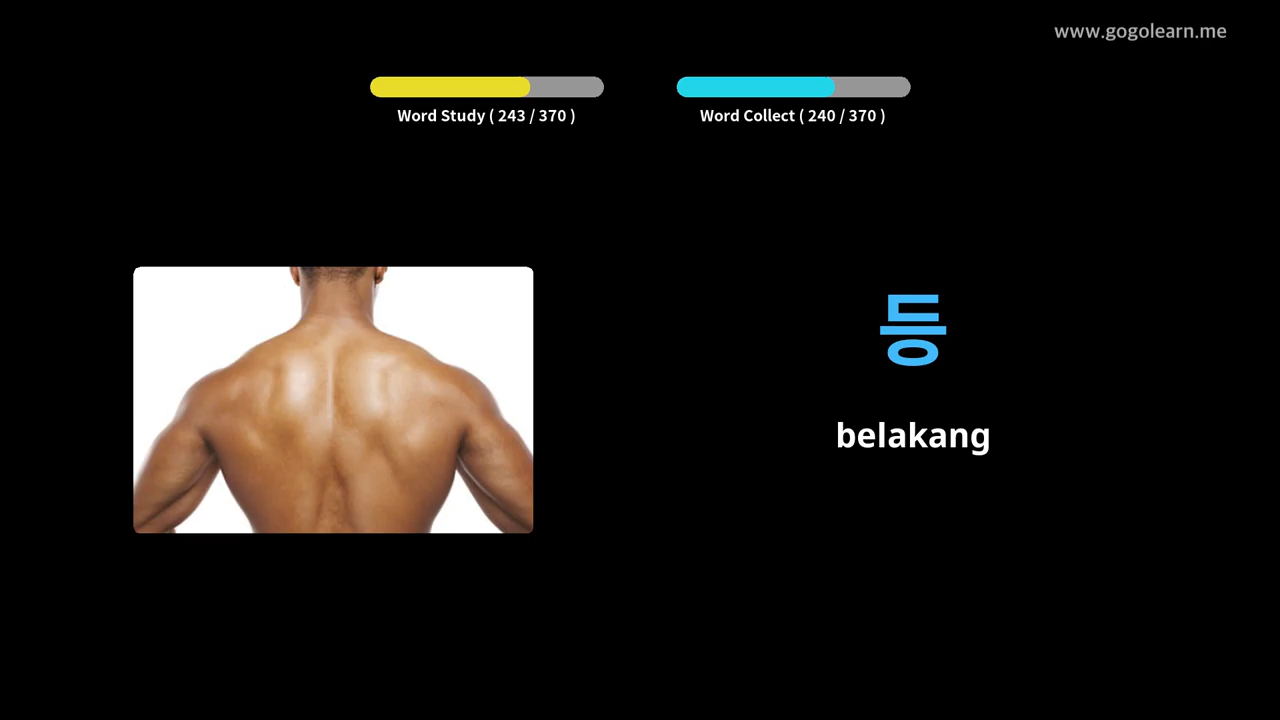 www.gogolearn.me
Word Study ( 243 / 370 )
Word Collect ( 240 / 370 )
등
belakang